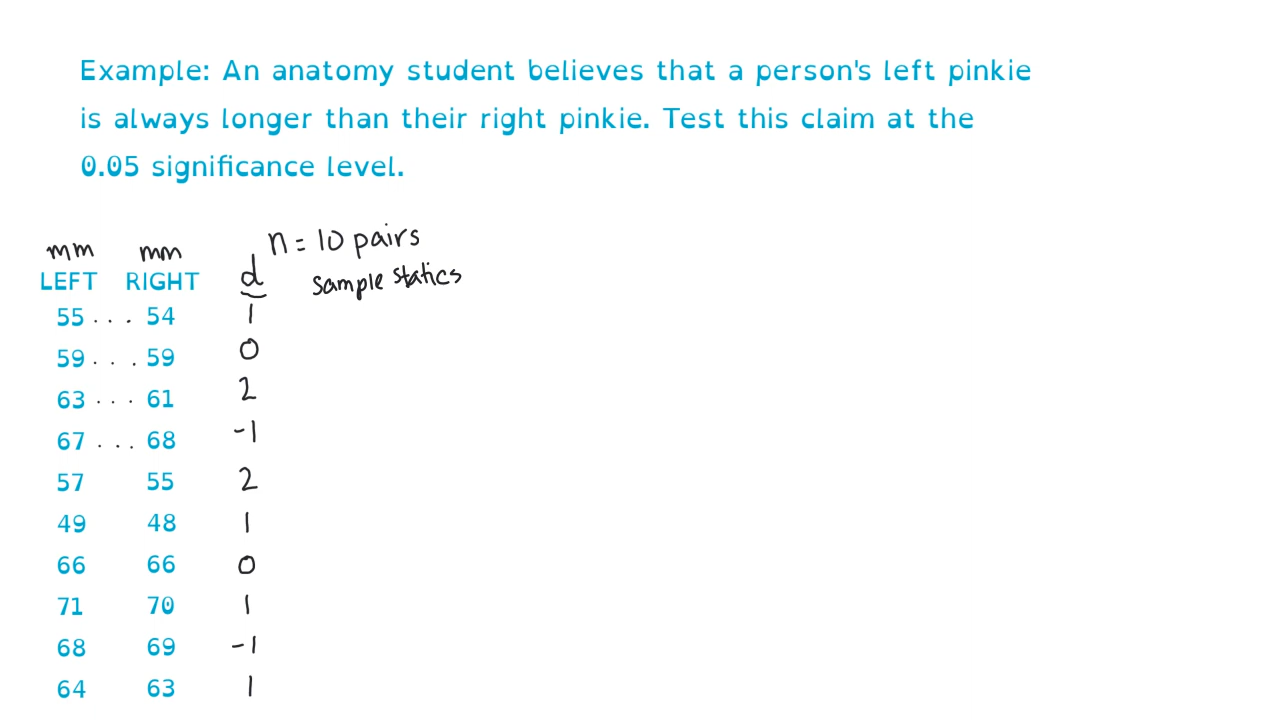 Example: An anatomy student believes that a person's left pinkie
is always longer than their right pinkie. Test this claim at the
0.05 significance level.
n = 10 pairs
mm mm
LEFT RIGHT d sample statics
55 . . . 54 1
59 . . . 59 0
63 . . . 61 2
67 . . . 68 -1
57 55 2
49 48 1
66 66 0
71 70 1
68 69 -1
64 63 1